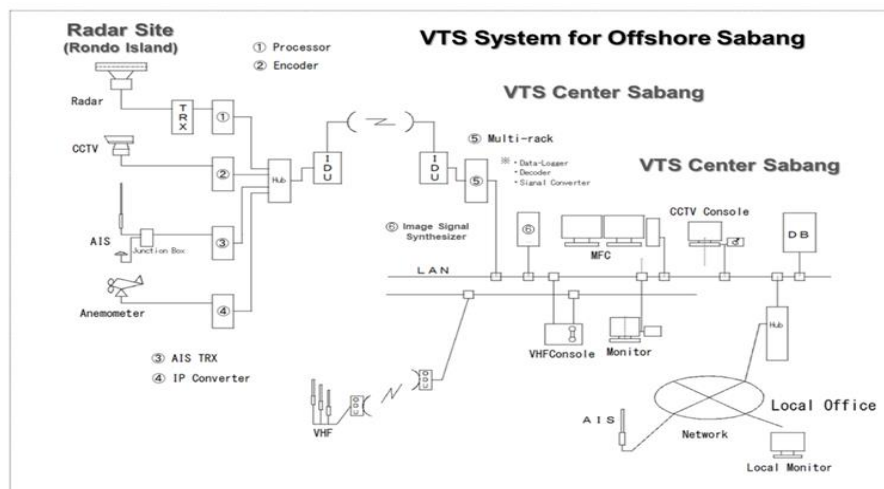 Radar Site
(Rondo Island)
① Processor
② Encoder
VTS System for Offshore Sabang
VTS Center Sabang
Radar
TRX
①
CCTV
②
Hub
IDU
IDU
⑤ Multi-rack
※ ・Data-Logger
・Decoder
・Signal Converter
⑤
VTS Center Sabang
AIS
Junction Box
③
⑥ Image Signal
Synthesizer
⑥
MFC
CCTV Console
DB
LAN
Anemometer
④
③ AIS TRX
④ IP Converter
VHFConsole
Monitor
Hub
VHF
AIS
Network
Local Office
Local Monitor